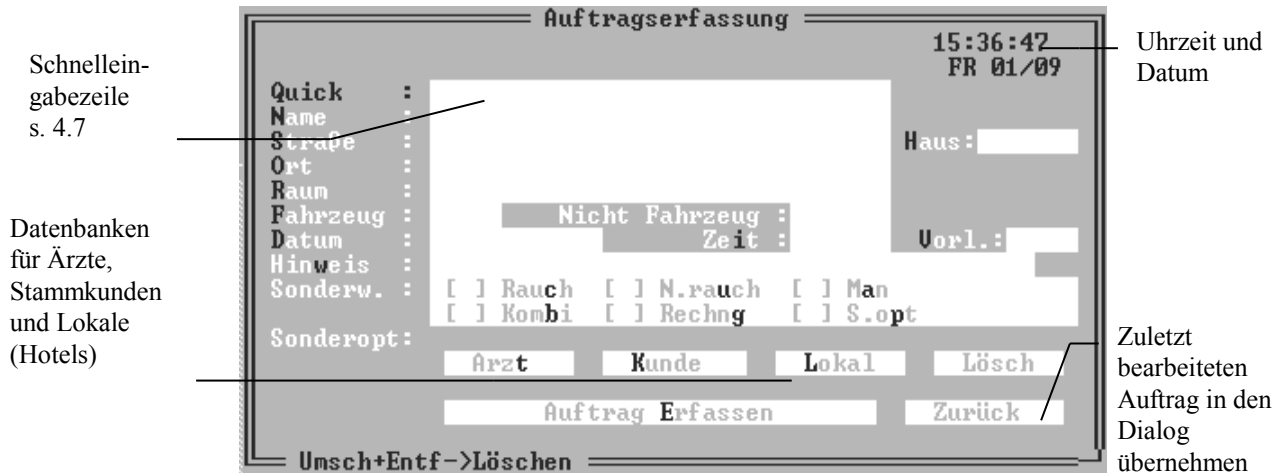 Auftragserfassung
15:36:47
FR 01/09
Uhrzeit und
Datum
Schnellein-
gabezeile
s. 4.7
Quick :
Name :
Straße :
Haus:
Ort :
Raum :
Fahrzeug :
Nicht Fahrzeug :
Datum :
Zeit :
Vorl.:
Hinweis :
Sonderw. : [ ] Rauch [ ] N.rauch [ ] Man
[ ] Kombi [ ] Rechng [ ] S.opt
Sonderopt:
Arzt Kunde Lokal Lösch
Auftrag Erfassen Zurück
Umsch+Entf->Löschen
Datenbanken
für Ärzte,
Stammkunden
und Lokale
(Hotels)
Zuletzt
bearbeiteten
Auftrag in den
Dialog
übernehmen